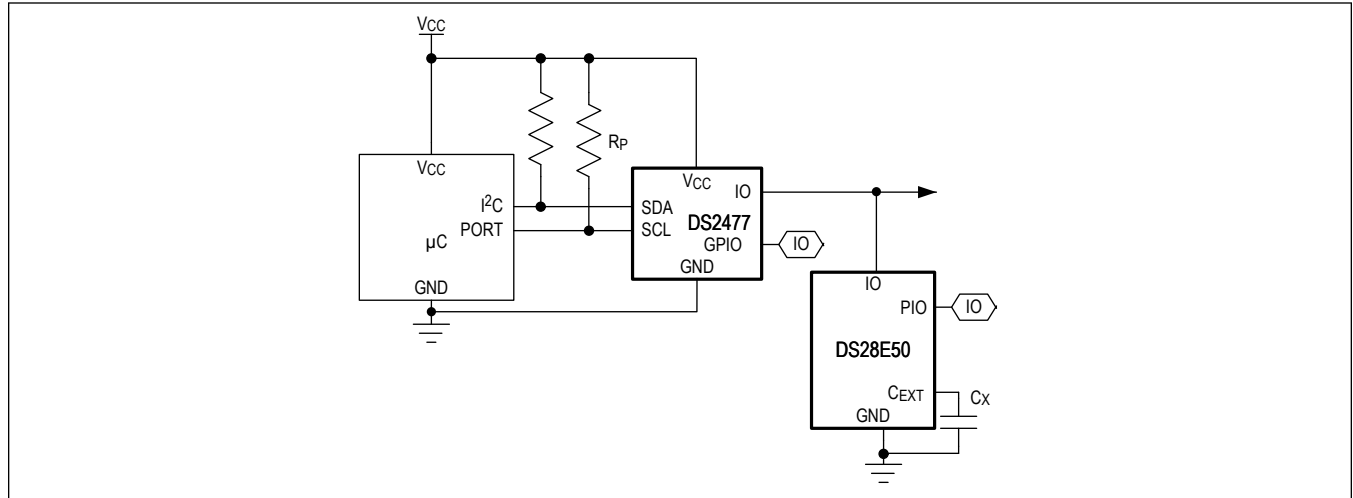 VCC
RP
VCC
I²C
PORT
µC
GND
VCC
IO
SDA
DS2477
SCL
GPIO
IO
GND
IO
PIO
IO
DS28E50
CEXT
CX
GND